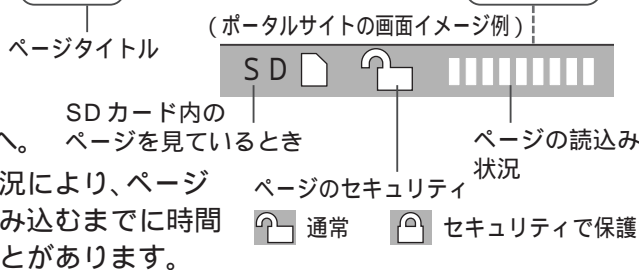 (ポータルサイトの画面イメージ例)
ページタイトル
SD
SDカード内の
ページを見ているとき
へ。
ページの読込み
状況
況により、ページ
み込むまでに時間
とがあります。
ページのセキュリティ
通常
セキュリティで保護